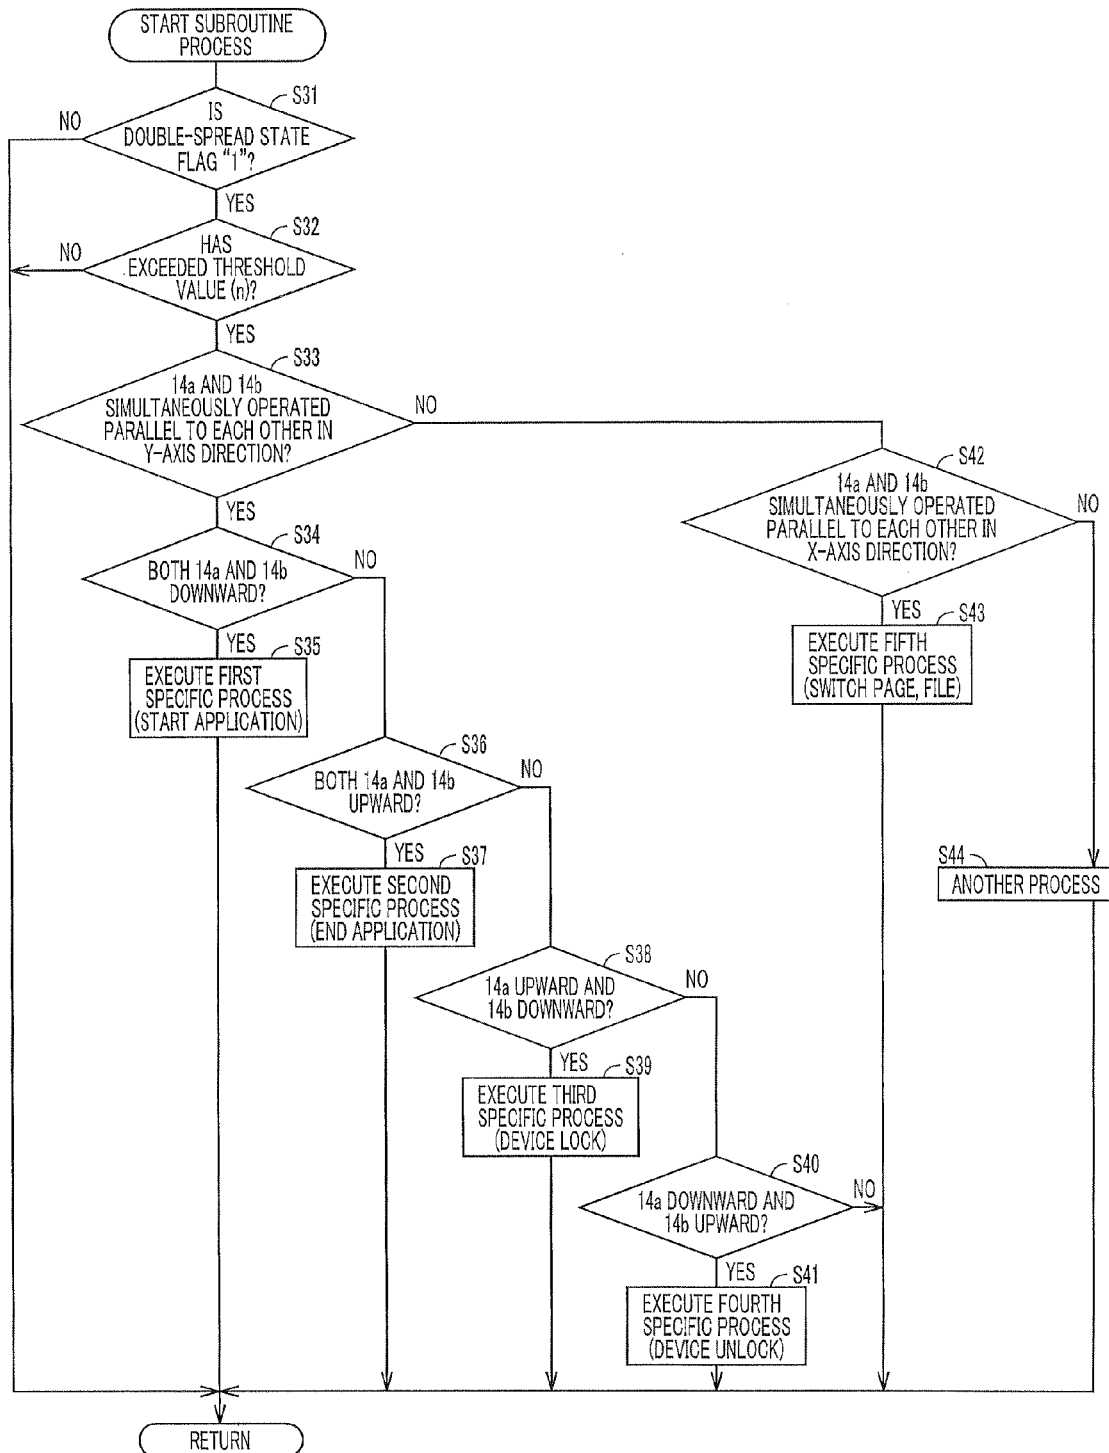 START SUBROUTINE
PROCESS
S31
NO
IS
DOUBLE-SPREAD STATE
FLAG "1"?
YES
S32
NO
HAS
EXCEEDED THRESHOLD
VALUE (n)?
YES
S33
14a AND 14b
SIMULTANEOUSLY OPERATED
PARALLEL TO EACH OTHER IN
Y-AXIS DIRECTION?
NO
YES
S42
14a AND 14b
SIMULTANEOUSLY OPERATED
PARALLEL TO EACH OTHER IN
X-AXIS DIRECTION?
NO
YES
S34
BOTH 14a AND 14b
DOWNWARD?
NO
YES
S35
EXECUTE FIRST
SPECIFIC PROCESS
(START APPLICATION)
S43
EXECUTE FIFTH
SPECIFIC PROCESS
(SWITCH PAGE, FILE)
S36
BOTH 14a AND 14b
UPWARD?
NO
YES
S37
EXECUTE SECOND
SPECIFIC PROCESS
(END APPLICATION)
S44
ANOTHER PROCESS
S38
14a UPWARD AND
14b DOWNWARD?
NO
YES
S39
EXECUTE THIRD
SPECIFIC PROCESS
(DEVICE LOCK)
S40
14a DOWNWARD AND
14b UPWARD?
NO
YES
S41
EXECUTE FOURTH
SPECIFIC PROCESS
(DEVICE UNLOCK)
RETURN